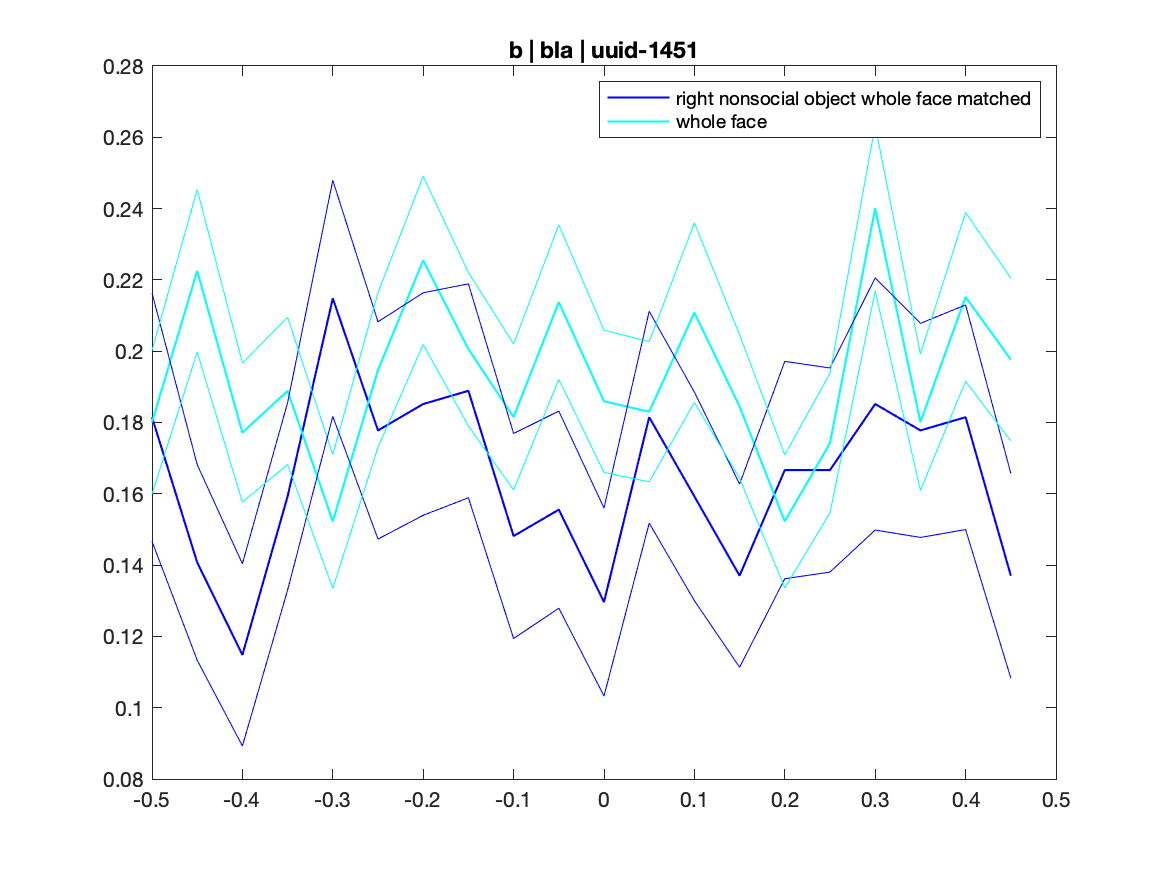 b | bla | uuid-1451
0.28
right nonsocial object whole face matched
whole face
0.26
0.24
0.22
0.2
0.18
0.16
0.14
0.12
0.1
0.08
-0.5 -0.4 -0.3 -0.2 -0.1 0 0.1 0.2 0.3 0.4 0.5